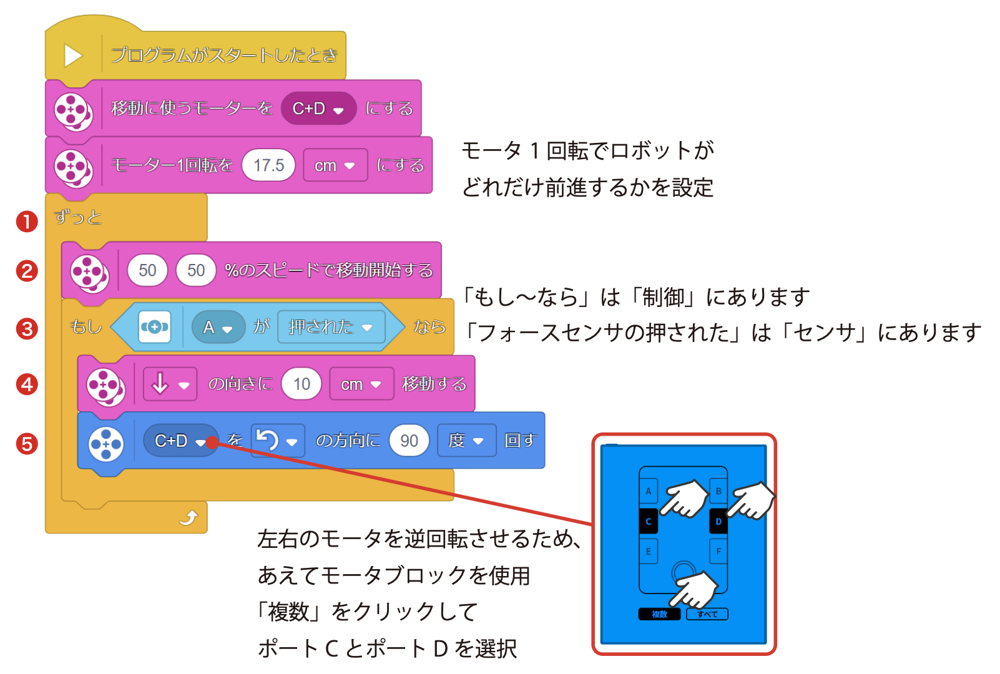 プログラムがスタートしたとき
移動に使うモーターを C+D にする
モーター1回転を 17.5 cm にする
モータ 1 回転でロボットが
どれだけ前進するかを設定
❶ ずっと
❷ 50 50 %のスピードで移動開始する
❸ もし A が 押された なら
「もし～なら」は「制御」にあります
「フォースセンサの押された」は「センサ」にあります
❹ の向きに 10 cm 移動する
❺ C+D を の方向に 90 度 回す
左右のモータを逆回転させるため、
あえてモータブロックを使用
「複数」をクリックして
ポート C とポート D を選択
A B
C D
E F
複数 すべて